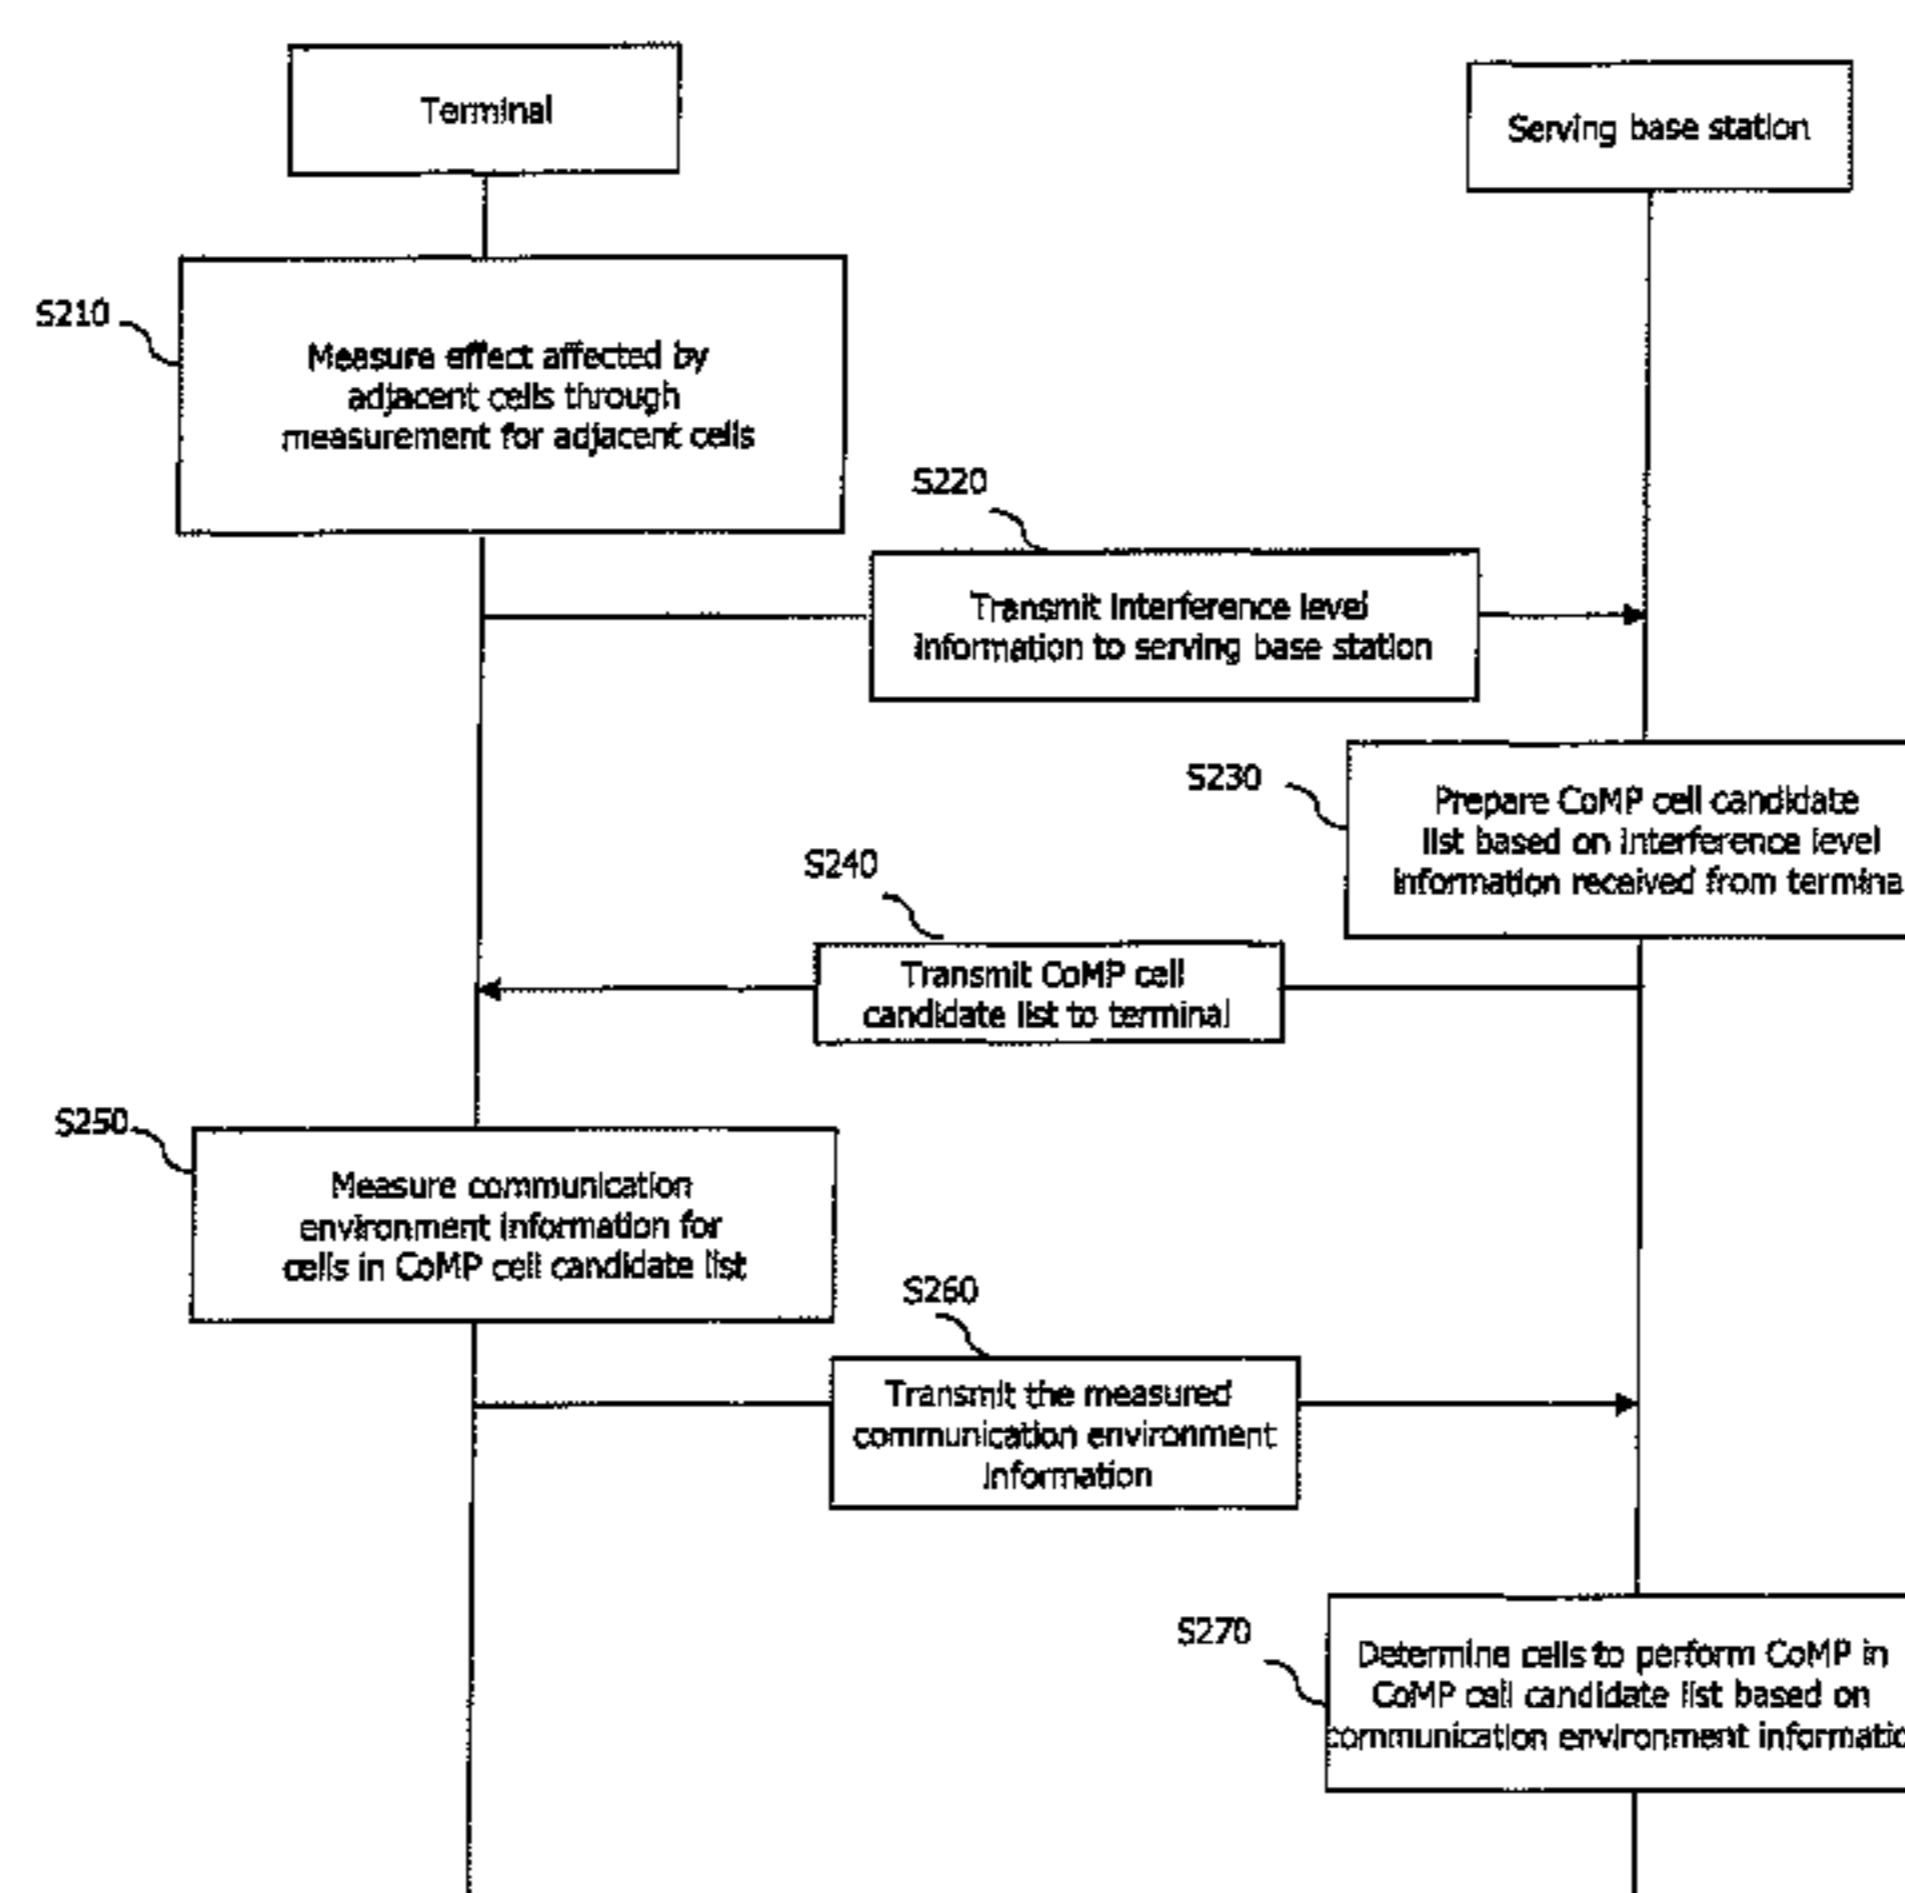 Terminal
Serving base station
S210
Measure effect affected by
adjacent cells through
measurement for adjacent cells
S220
Transmit interference level
information to serving base station
S230
Prepare CoMP cell candidate
list based on interference level
information received from termina
S240
Transmit CoMP cell
candidate list to terminal
S250
Measure communication
environment information for
cells in CoMP cell candidate list
S260
Transmit the measured
communication environment
information
S270
Determine cells to perform CoMP in
CoMP cell candidate list based on
communication environment informatio